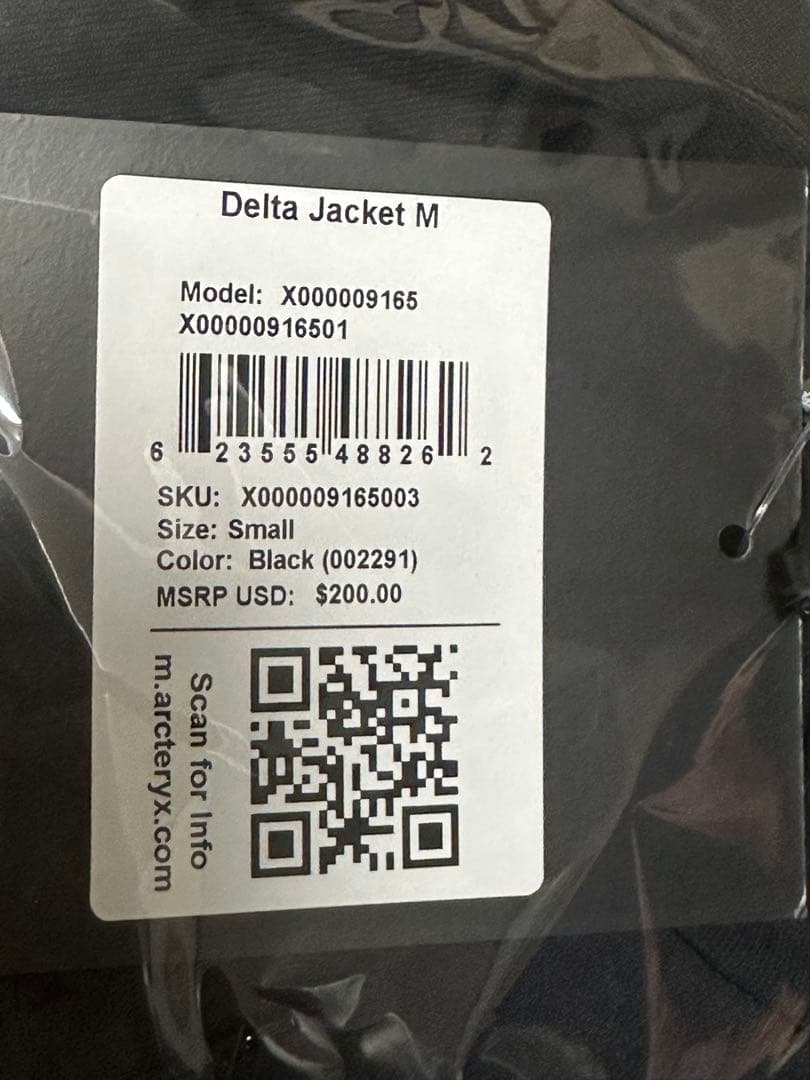 Delta Jacket M
Model: X000009165
X00000916501
6 23555 48826 2
SKU: X000009165003
Size: Small
Color: Black (002291)
MSRP USD: $200.00
Scan for Info
m.arcteryx.com